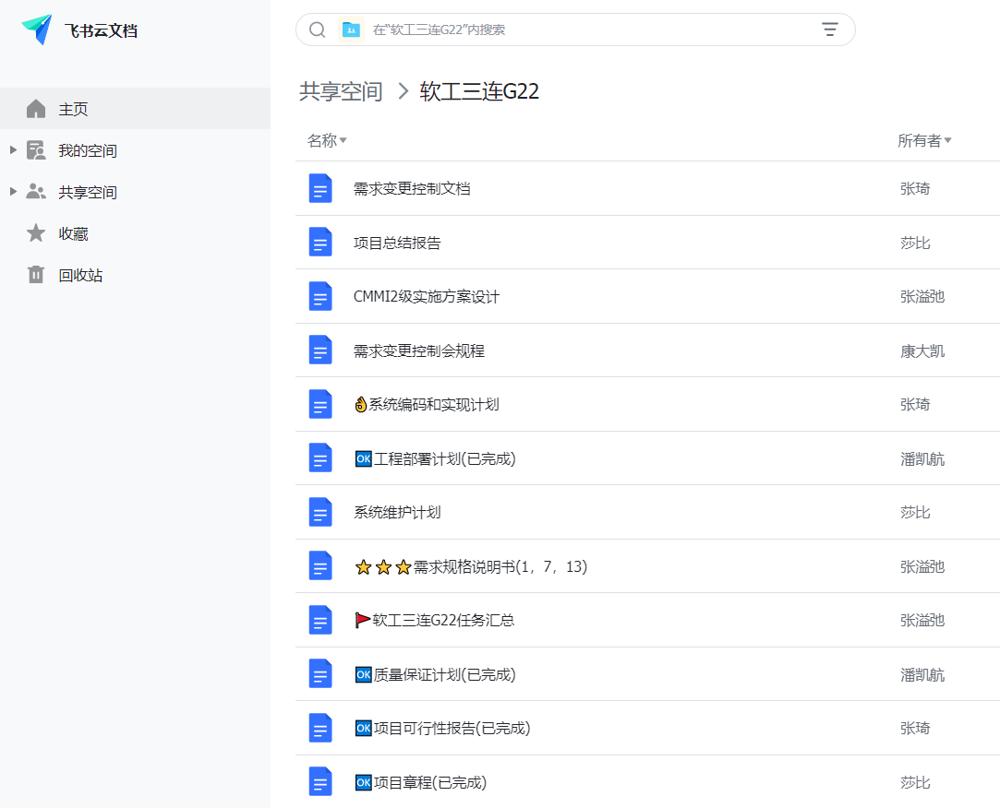 飞书云文档
在“软工三连G22”内搜索
主页
我的空间
共享空间
收藏
回收站
共享空间 > 软工三连G22
名称 所有者
需求变更控制文档 张琦
项目总结报告 莎比
CMMI2级实施方案设计 张溢弛
需求变更控制会规程 康大凯
👌系统编码和实现计划 张琦
🆗工程部署计划(已完成) 潘凯航
系统维护计划 莎比
⭐⭐⭐需求规格说明书(1，7，13) 张溢弛
🚩软工三连G22任务汇总 张溢弛
🆗质量保证计划(已完成) 潘凯航
🆗项目可行性报告(已完成) 张琦
🆗项目章程(已完成) 莎比